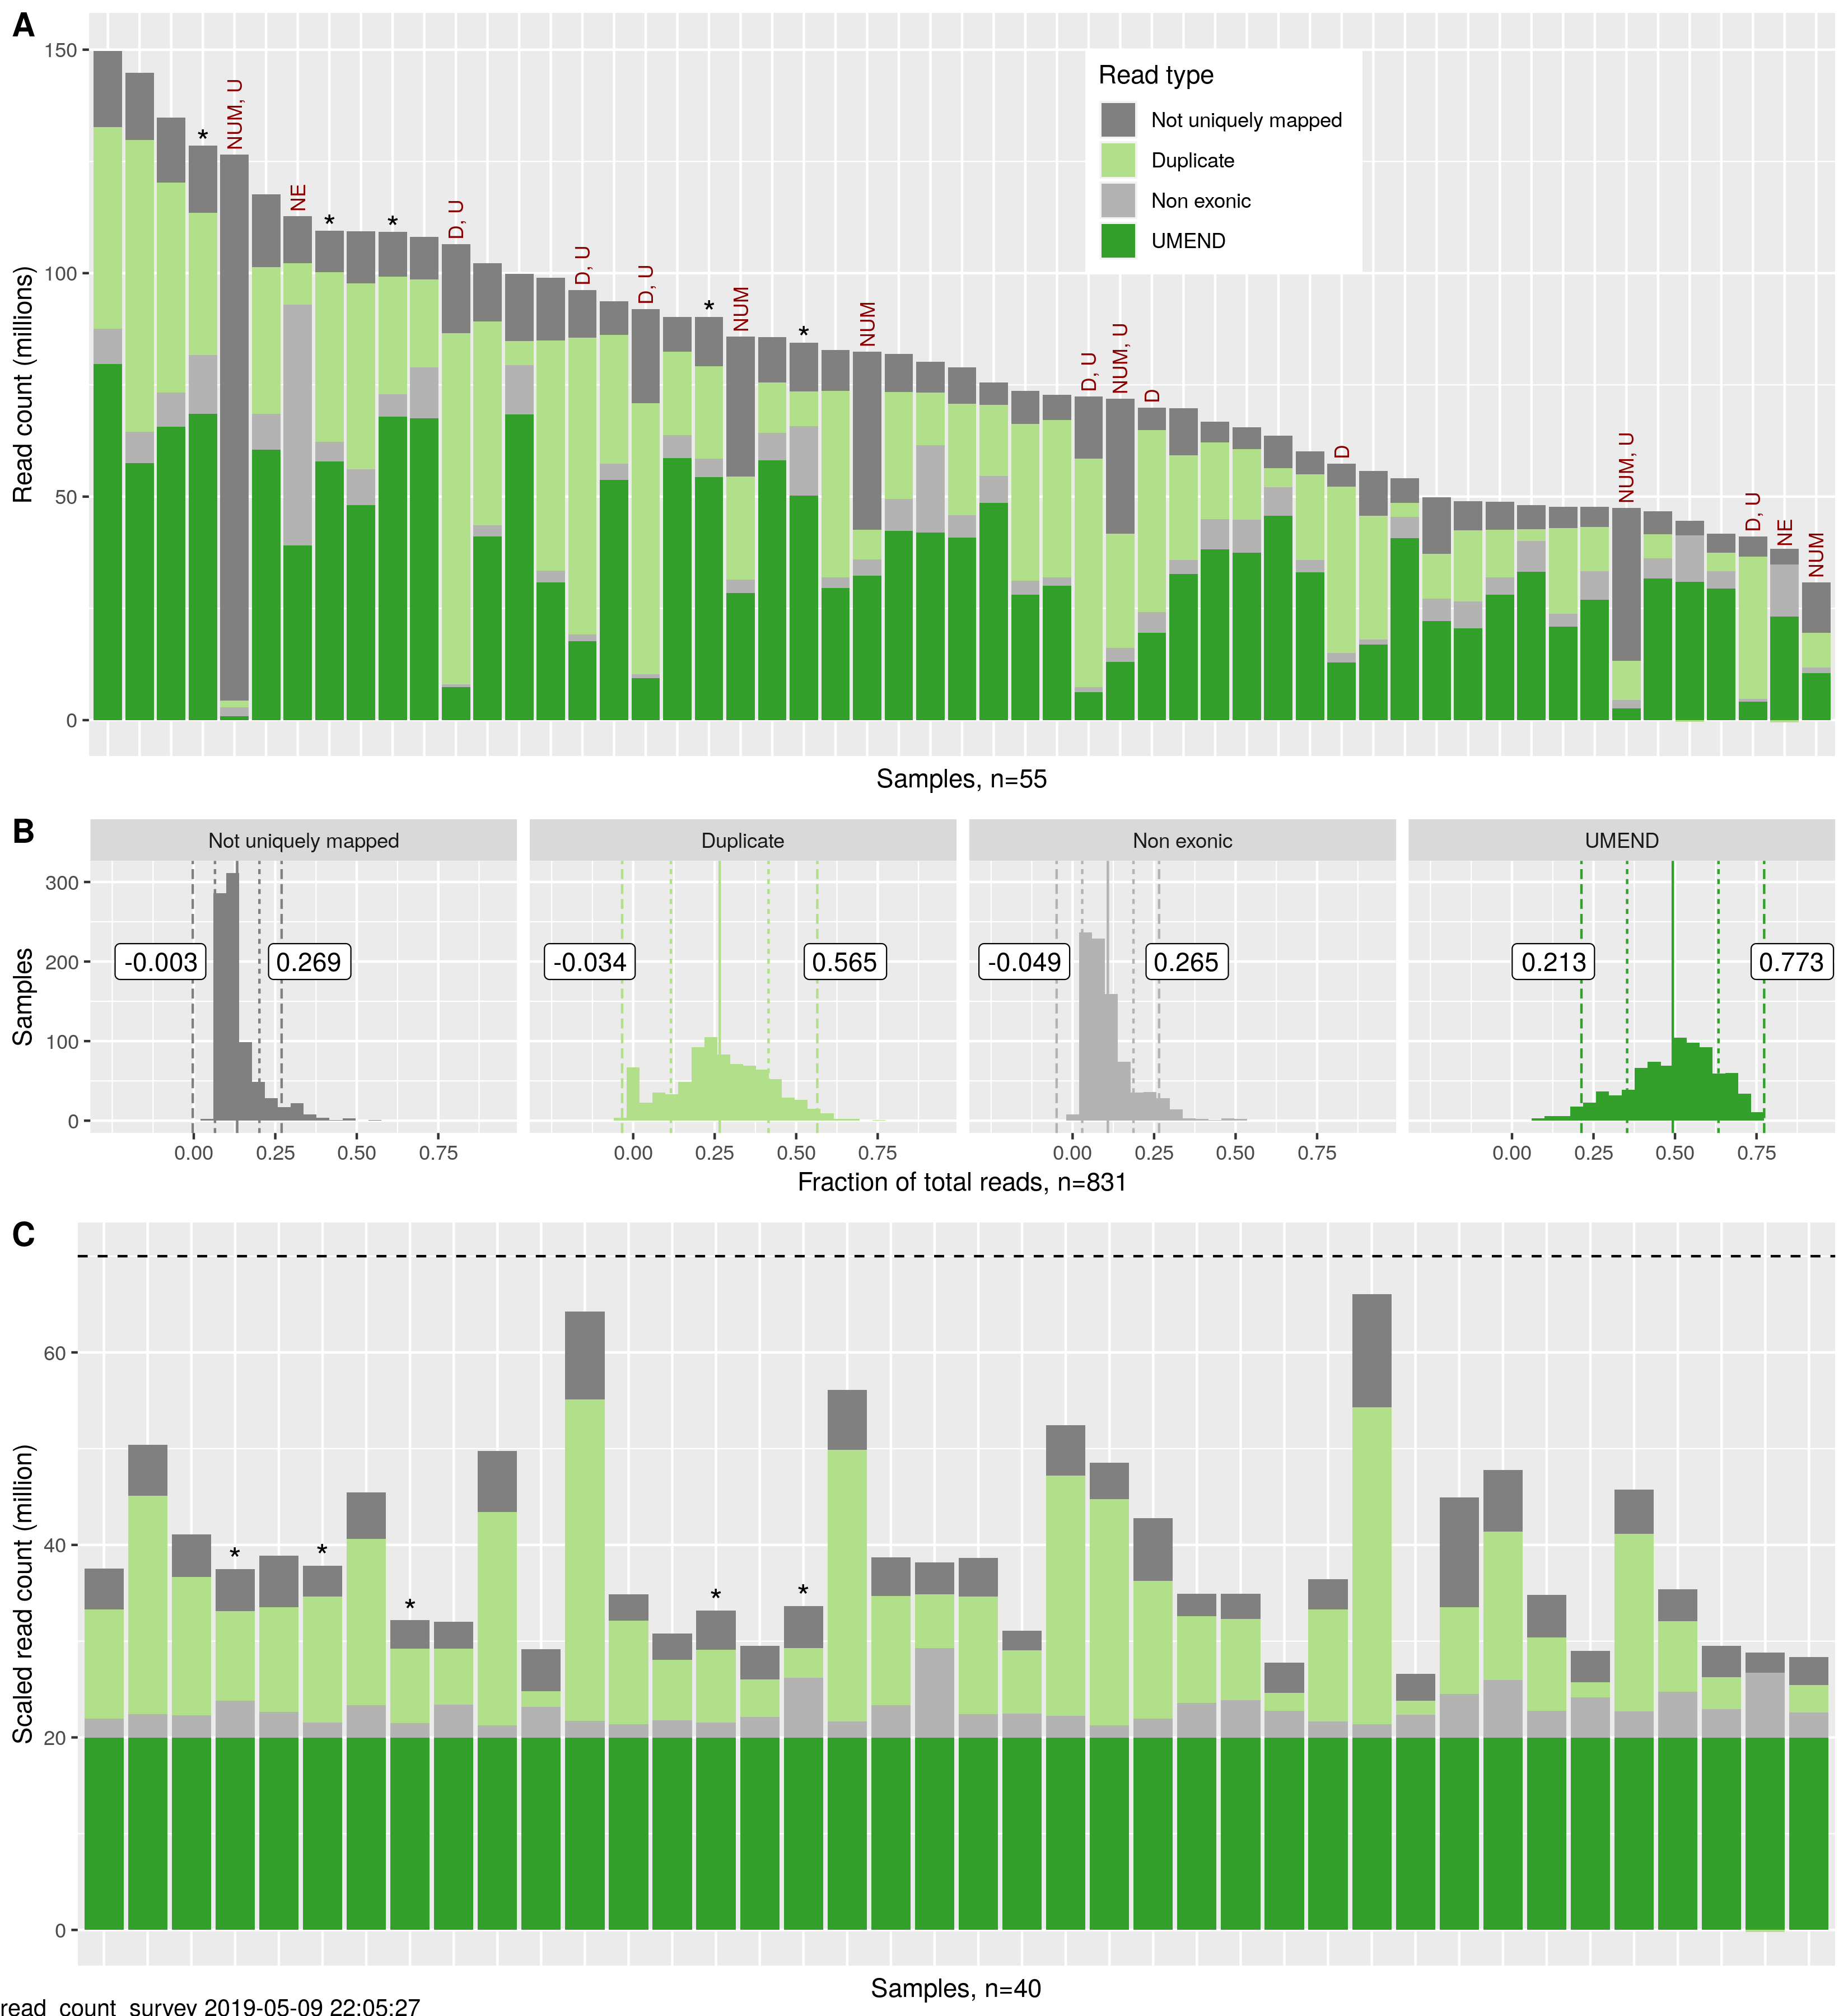 A
Read count (millions)
150
100
50
0
*
NUM, U
NE
*
*
D, U
D, U
D, U
*
NUM
*
NUM
D, U
NUM, U
D
D
NUM, U
D, U
NE
NUM
Read type
Not uniquely mapped
Duplicate
Non exonic
UMEND
Samples, n=55
B
Not uniquely mapped
Duplicate
Non exonic
UMEND
Samples
300
200
100
0
-0.003
0.269
-0.034
0.565
-0.049
0.265
0.213
0.773
0.00 0.25 0.50 0.75
0.00 0.25 0.50 0.75
0.00 0.25 0.50 0.75
0.00 0.25 0.50 0.75
Fraction of total reads, n=831
C
Scaled read count (million)
60
40
20
0
*
*
*
*
*
Samples, n=40
read_count_survey 2019-05-09 22:05:27